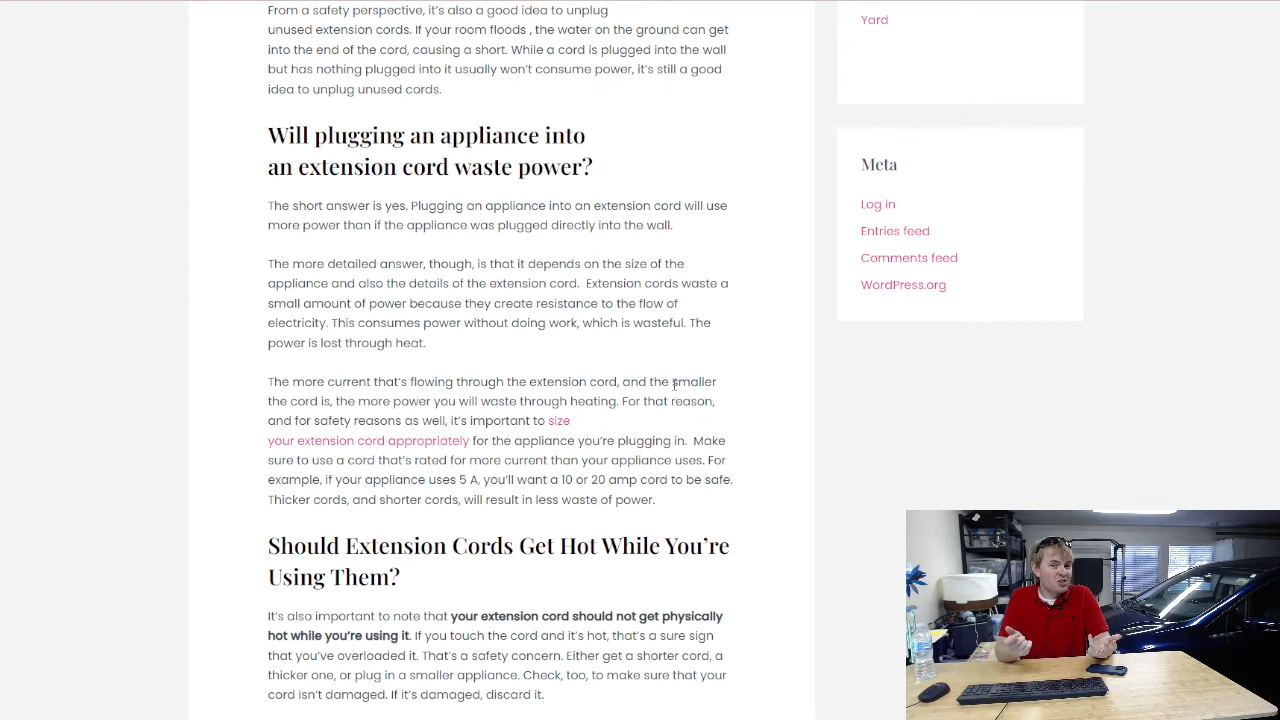 From a safety perspective, it's also a good idea to unplug
unused extension cords. If your room floods , the water on the ground can get
into the end of the cord, causing a short. While a cord is plugged into the wall
but has nothing plugged into it usually won't consume power, it's still a good
idea to unplug unused cords.
Will plugging an appliance into
an extension cord waste power?
The short answer is yes. Plugging an appliance into an extension cord will use
more power than if the appliance was plugged directly into the wall.
The more detailed answer, though, is that it depends on the size of the
appliance and also the details of the extension cord.  Extension cords waste a
small amount of power because they create resistance to the flow of
electricity. This consumes power without doing work, which is wasteful. The
power is lost through heat.
The more current that's flowing through the extension cord, and the smaller
the cord is, the more power you will waste through heating. For that reason,
and for safety reasons as well, it's important to size
your extension cord appropriately for the appliance you're plugging in.  Make
sure to use a cord that's rated for more current than your appliance uses. For
example, if your appliance uses 5 A, you'll want a 10 or 20 amp cord to be safe.
Thicker cords, and shorter cords, will result in less waste of power.
Should Extension Cords Get Hot While You're
Using Them?
It's also important to note that your extension cord should not get physically
hot while you're using it. If you touch the cord and it's hot, that's a sure sign
that you've overloaded it. That's a safety concern. Either get a shorter cord, a
thicker one, or plug in a smaller appliance. Check, too, to make sure that your
cord isn't damaged. If it's damaged, discard it.
Yard
Meta
Log in
Entries feed
Comments feed
WordPress.org